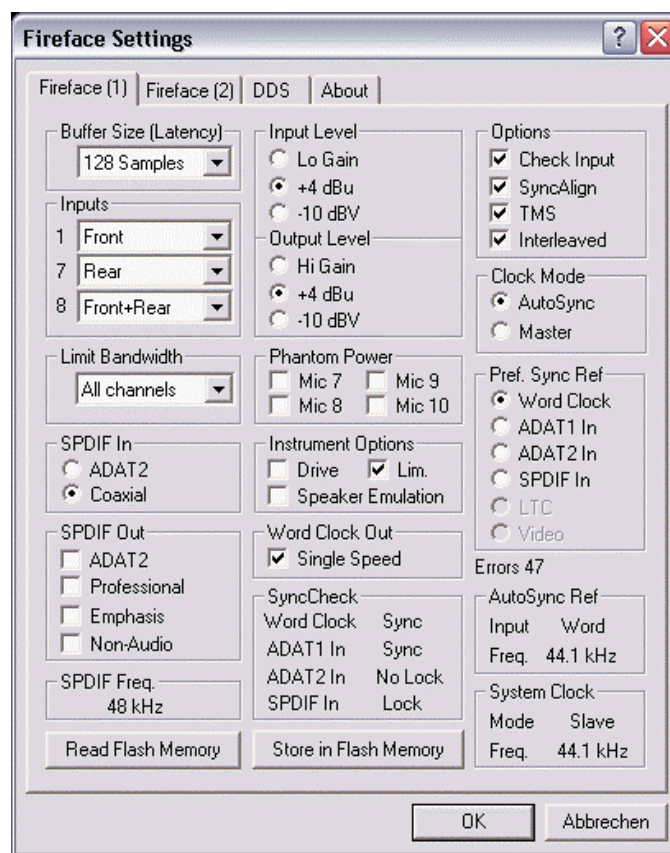 Fireface Settings
Fireface (1)
Fireface (2)
DDS
About
Buffer Size (Latency)
128 Samples
Inputs
1 Front
7 Rear
8 Front+Rear
Limit Bandwidth
All channels
SPDIF In
ADAT2
Coaxial
SPDIF Out
ADAT2
Professional
Emphasis
Non-Audio
SPDIF Freq.
48 kHz
Read Flash Memory
Input Level
Lo Gain
+4 dBu
-10 dBV
Output Level
Hi Gain
+4 dBu
-10 dBV
Phantom Power
Mic 7 Mic 9
Mic 8 Mic 10
Instrument Options
Drive Lim.
Speaker Emulation
Word Clock Out
Single Speed
SyncCheck
Word Clock Sync
ADAT1 In Sync
ADAT2 In No Lock
SPDIF In Lock
Store in Flash Memory
Options
Check Input
SyncAlign
TMS
Interleaved
Clock Mode
AutoSync
Master
Pref. Sync Ref
Word Clock
ADAT1 In
ADAT2 In
SPDIF In
LTC
Video
Errors 47
AutoSync Ref
Input Word
Freq. 44.1 kHz
System Clock
Mode Slave
Freq. 44.1 kHz
OK
Abbrechen